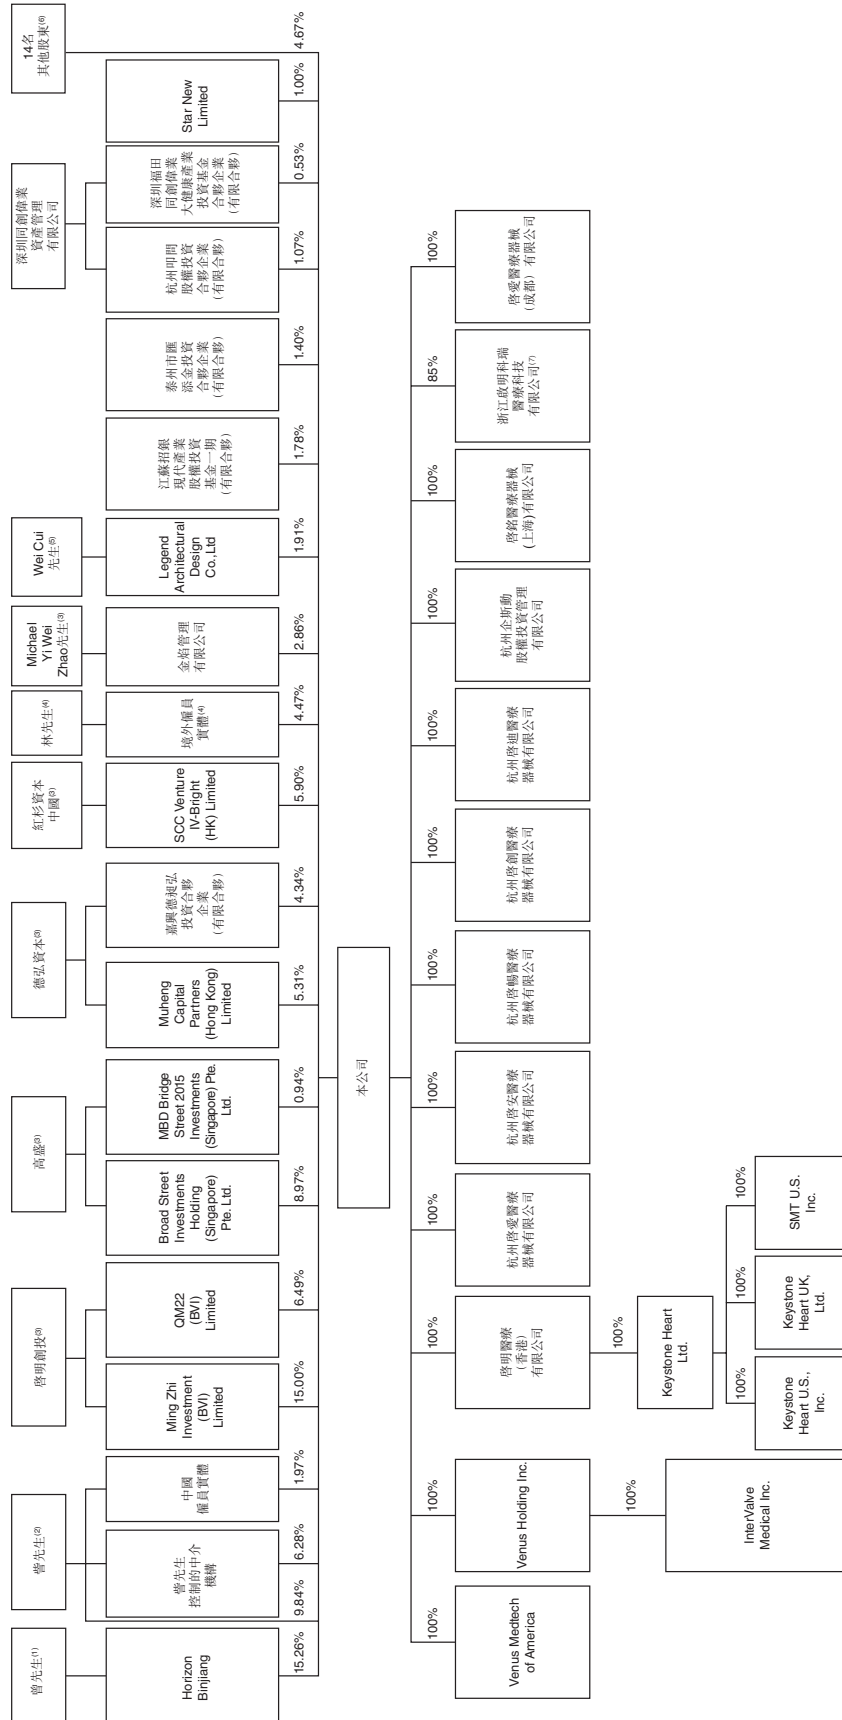 曾先生(1)
訾先生(2)
啓明創投(3)
高盛(3)
德弘資本(3)
紅杉資本
中國(3)
林先生(4)
Michael
Yi Wei
Zhao先生(3)
Wei Cui
先生(5)
深圳同創偉業
資產管理
有限公司
14名
其他股東(6)
Horizon
Binjiang
訾先生
控制的中介
機構
中國
僱員實體
Ming Zhi
Investment
(BVI)
Limited
QM22
(BVI)
Limited
Broad Street
Investments
Holding
(Singapore)
Pte. Ltd.
MBD Bridge
Street 2015
Investments
(Singapore) Pte.
Ltd.
Muheng
Capital
Partners
(Hong Kong)
Limited
嘉興德昶弘
投資合夥
企業
(有限合夥)
SCC Venture
IV-Bright
(HK) Limited
境外僱員
實體(4)
金焰管理
有限公司
Legend
Architectural
Design
Co.,Ltd
江蘇招銀
現代產業
股權投資
基金一期
(有限合夥)
泰州市匯
添金投資
合夥企業
(有限合夥)
杭州叩問
股權投資
合夥企業
(有限合夥)
深圳福田
同創偉業
大健康產業
投資基金
合夥企業
(有限合夥)
Star New
Limited
15.26%
9.84%
6.28%
1.97%
15.00%
6.49%
8.97%
0.94%
5.31%
4.34%
5.90%
4.47%
2.86%
1.91%
1.78%
1.40%
1.07%
0.53%
1.00%
4.67%
本公司
100%
100%
100%
100%
100%
100%
100%
100%
100%
100%
85%
100%
Venus Medtech
of America
Venus Holding Inc.
啓明醫療
(香港)
有限公司
杭州啓愛醫療
器械有限公司
杭州啓安醫療
器械有限公司
杭州啓暢醫療
器械有限公司
杭州啓創醫療
器械有限公司
杭州啓迪醫療
器械有限公司
杭州企斯動
股權投資管理
有限公司
啓銘醫療器械
(上海)有限公司
浙江啟明科瑞
醫療科技
有限公司(7)
啓愛醫療器械
(成都）有限公司
100%
100%
InterValve
Medical Inc.
Keystone Heart
Ltd.
100%
100%
100%
Keystone
Heart U.S.,
Inc.
Keystone
Heart UK,
Ltd.
SMT U.S.
Inc.